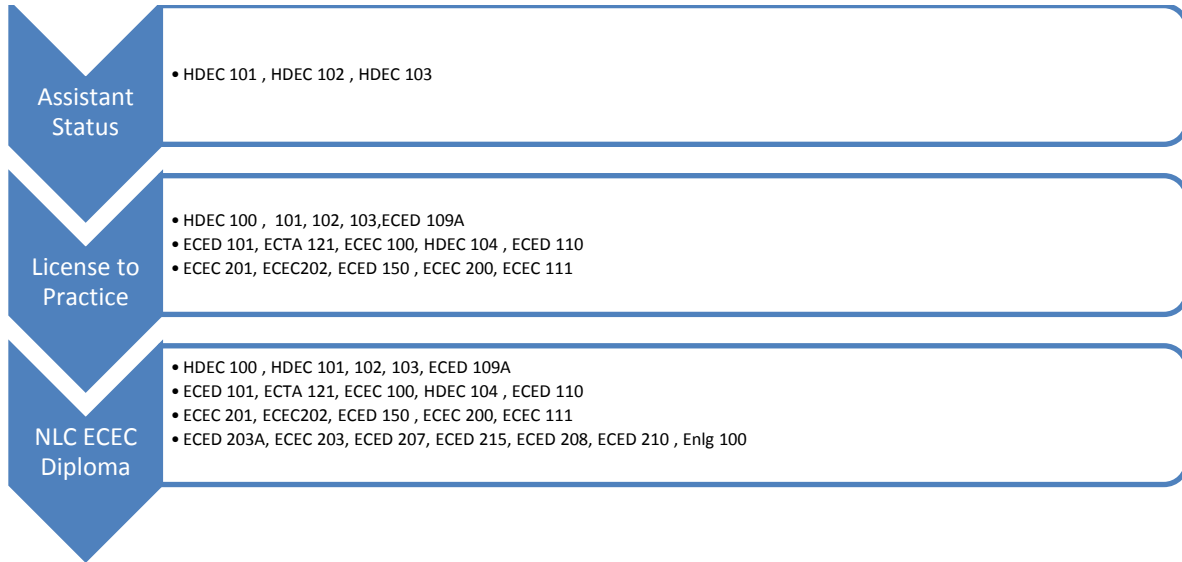 Assistant
Status
• HDEC 101 , HDEC 102 , HDEC 103
License to
Practice
• HDEC 100 , 101, 102, 103,ECED 109A
• ECED 101, ECTA 121, ECEC 100, HDEC 104 , ECED 110
• ECEC 201, ECEC202, ECED 150 , ECEC 200, ECEC 111
NLC ECEC
Diploma
• HDEC 100 , HDEC 101, 102, 103, ECED 109A
• ECED 101, ECTA 121, ECEC 100, HDEC 104 , ECED 110
• ECEC 201, ECEC202, ECED 150 , ECEC 200, ECEC 111
• ECED 203A, ECEC 203, ECED 207, ECED 215, ECED 208, ECED 210 , Enlg 100